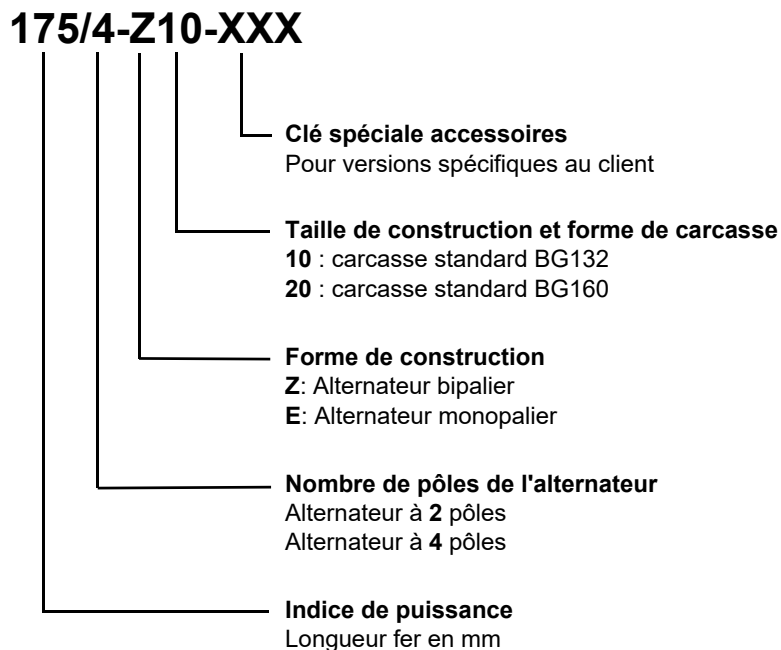 175/4-Z10-XXX
Clé spéciale accessoires
Pour versions spécifiques au client
Taille de construction et forme de carcasse
10 : carcasse standard BG132
20 : carcasse standard BG160
Forme de construction
Z: Alternateur bipalier
E: Alternateur monopalier
Nombre de pôles de l'alternateur
Alternateur à 2 pôles
Alternateur à 4 pôles
Indice de puissance
Longueur fer en mm